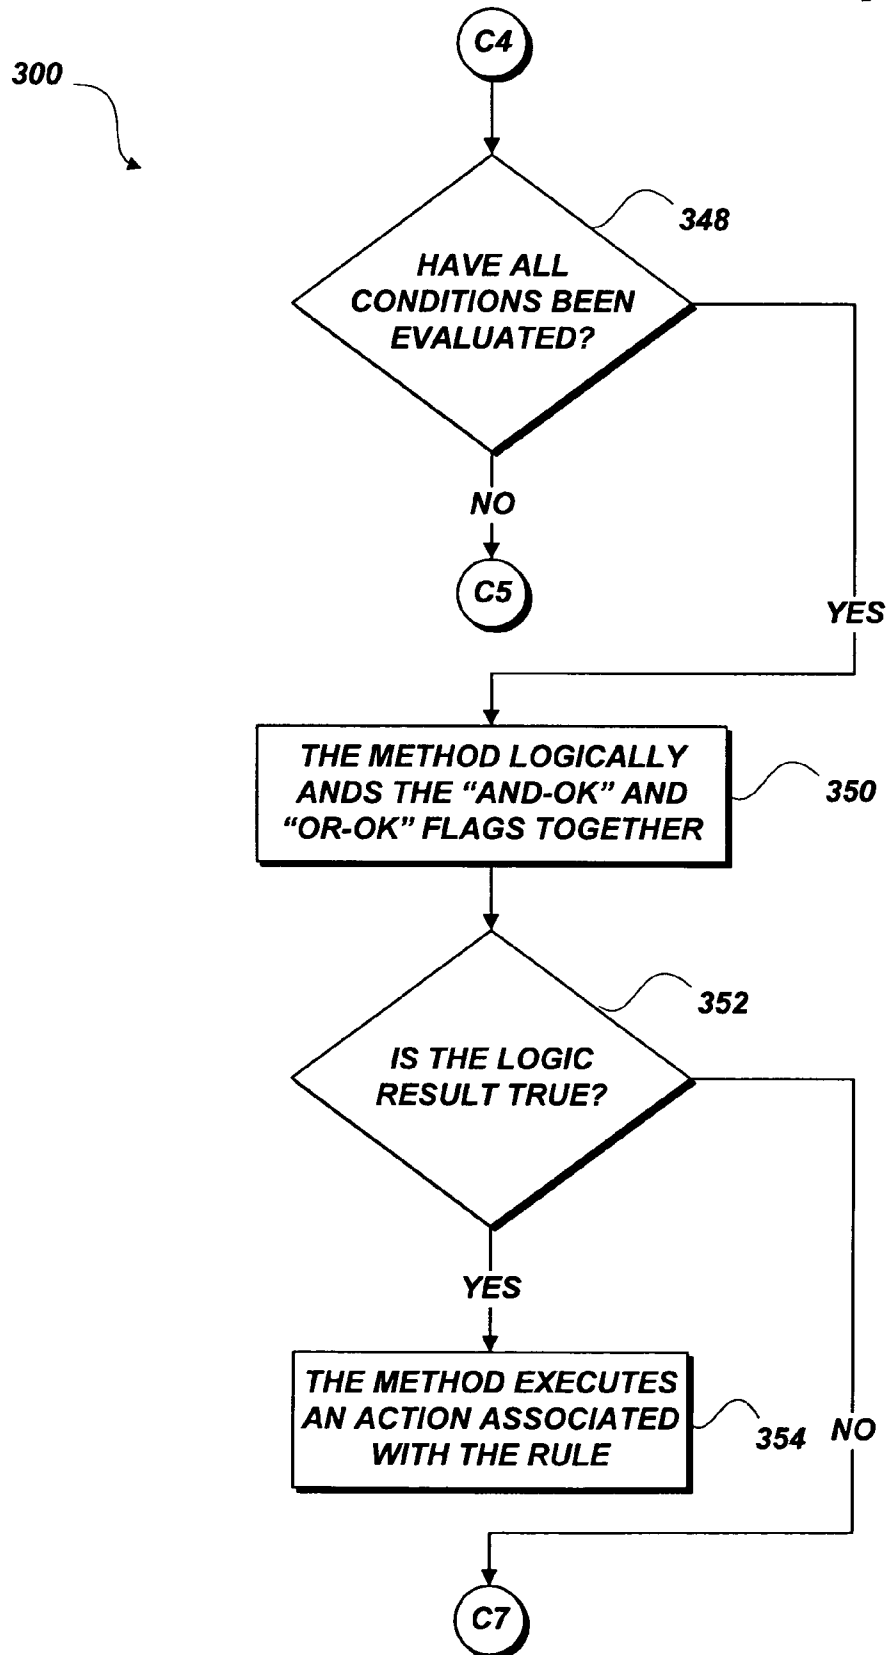 C4
300
348
HAVE ALL
CONDITIONS BEEN
EVALUATED?
NO
C5
YES
THE METHOD LOGICALLY
ANDS THE “AND-OK” AND
“OR-OK” FLAGS TOGETHER
350
352
IS THE LOGIC
RESULT TRUE?
YES
THE METHOD EXECUTES
AN ACTION ASSOCIATED
WITH THE RULE
354
NO
C7